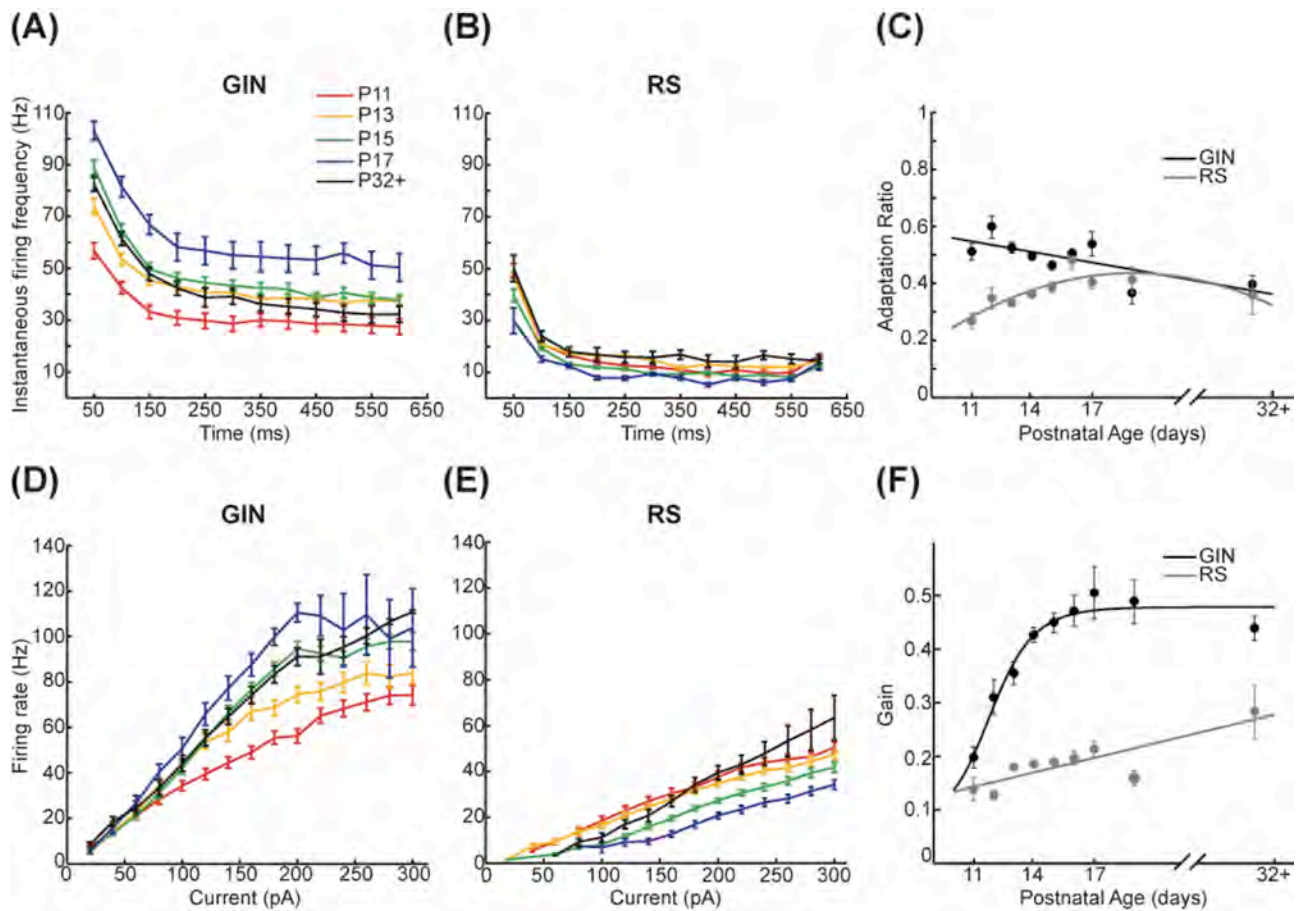 (A)
GIN
Instantaneous firing frequency (Hz)
110
90
70
50
30
10
P11
P13
P15
P17
P32+
50 150 250 350 450 550 650
Time (ms)
(B)
RS
110
90
70
50
30
10
50 150 250 350 450 550 650
Time (ms)
(C)
Adaptation Ratio
1
0.8
0.6
0.4
0.2
0
GIN
RS
11 14 17 32+
Postnatal Age (days)
(D)
GIN
Firing rate (Hz)
140
120
100
80
60
40
20
0
0 50 100 150 200 250 300
Current (pA)
(E)
RS
140
120
100
80
60
40
20
0
0 50 100 150 200 250 300
Current (pA)
(F)
Gain
0.5
0.4
0.3
0.2
0.1
GIN
RS
11 14 17 32+
Postnatal Age (days)